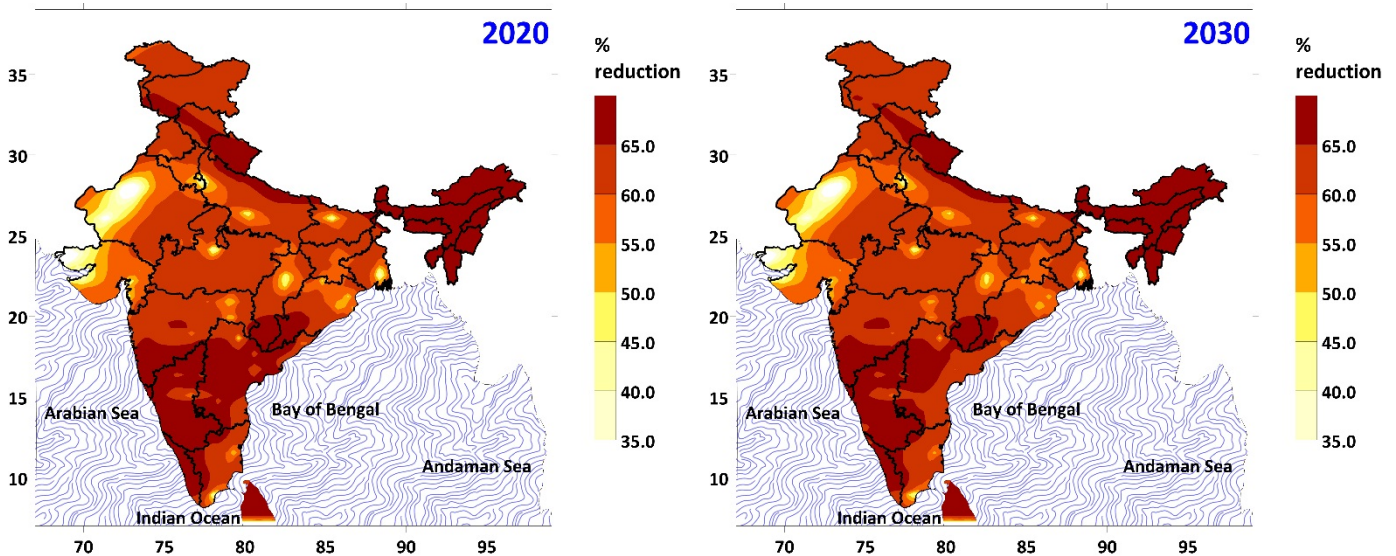 2020
%
reduction
65.0
60.0
55.0
50.0
45.0
40.0
35.0
35
30
25
20
15
10
Arabian Sea
Bay of Bengal
Andaman Sea
Indian Ocean
70 75 80 85 90 95
2030
%
reduction
65.0
60.0
55.0
50.0
45.0
40.0
35.0
35
30
25
20
15
10
Arabian Sea
Bay of Bengal
Andaman Sea
Indian Ocean
70 75 80 85 90 95